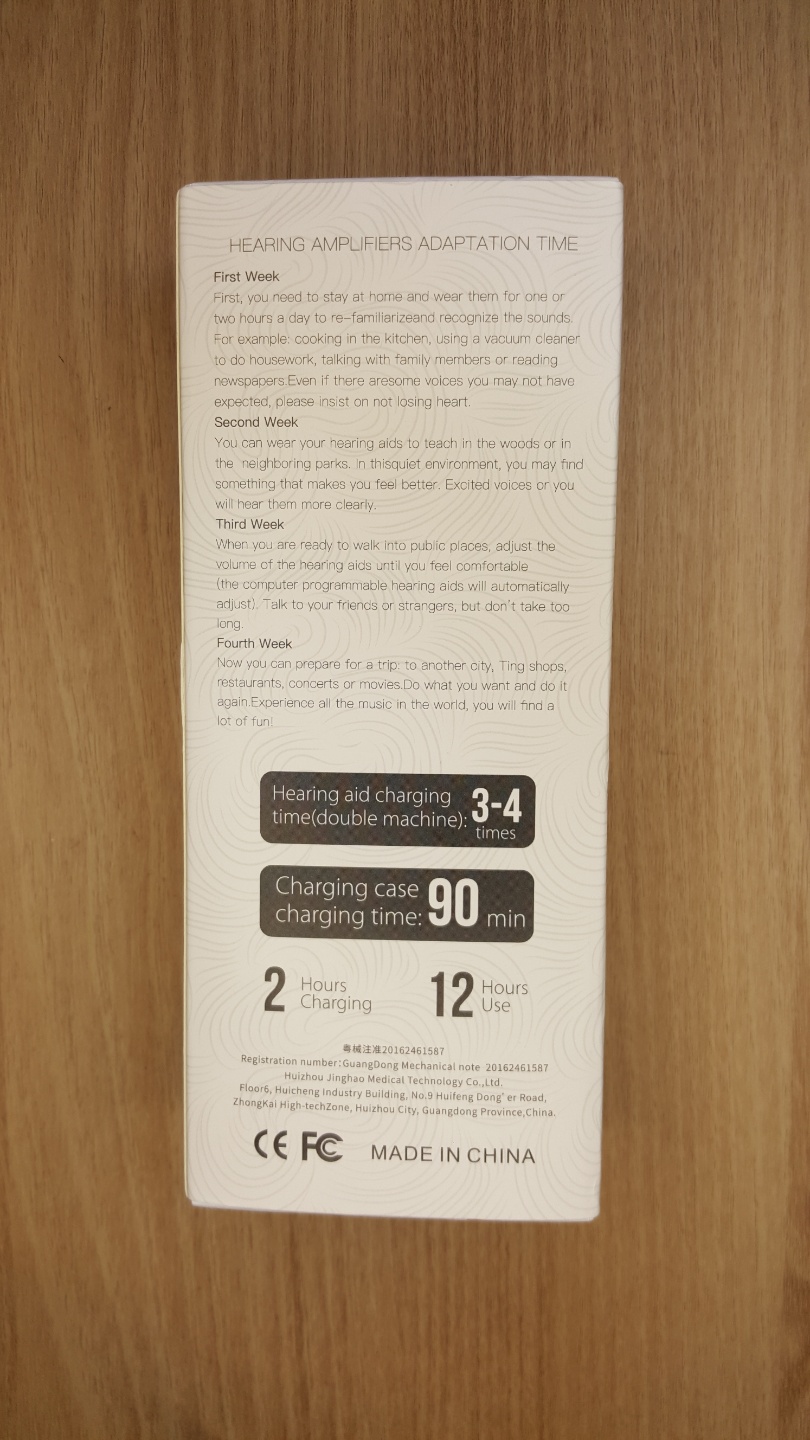 HEARING AMPLIFIERS ADAPTATION TIME
First Week
First, you need to stay at home and wear them for one or
two hours a day to re-familiarizeand recognize the sounds.
For example: cooking in the kitchen, using a vacuum cleaner
to do housework, talking with family members or reading
newspapers.Even if there aresome voices you may not have
expected, please insist on not losing heart.
Second Week
You can wear your hearing aids to teach in the woods or in
the neighboring parks. In thisquiet environment, you may find
something that makes you feel better. Excited voices or you
will hear them more clearly.
Third Week
When you are ready to walk into public places, adjust the
volume of the hearing aids until you feel comfortable
(the computer programmable hearing aids will automatically
adjust). Talk to your friends or strangers, but don't take too
long.
Fourth Week
Now you can prepare for a trip: to another city, Ting shops,
restaurants, concerts or movies.Do what you want and do it
again.Experience all the music in the world, you will find a
lot of fun!
Hearing aid charging
time(double machine): 3-4
times
Charging case
charging time: 90 min
2 Hours Charging
12 Hours Use
粤械注准20162461587
Registration number:GuangDong Mechanical note 20162461587
Huizhou Jinghao Medical Technology Co.,Ltd.
Floor6, Huicheng Industry Building, No.9 Huifeng Dong'er Road,
ZhongKai High-techZone, Huizhou City, Guangdong Province,China.
CE FC MADE IN CHINA